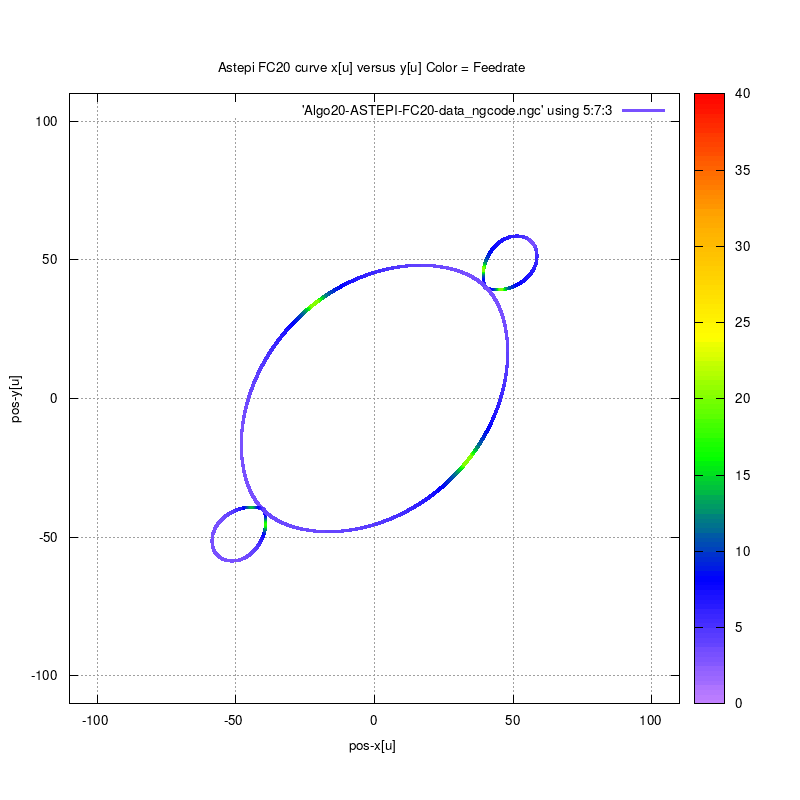 Astepi FC20 curve x[u] versus y[u] Color = Feedrate
'Algo20-ASTEPI-FC20-data_ngcode.ngc' using 5:7:3
100
50
0
-50
-100
pos-y[u]
-100 -50 0 50 100
pos-x[u]
40
35
30
25
20
15
10
5
0